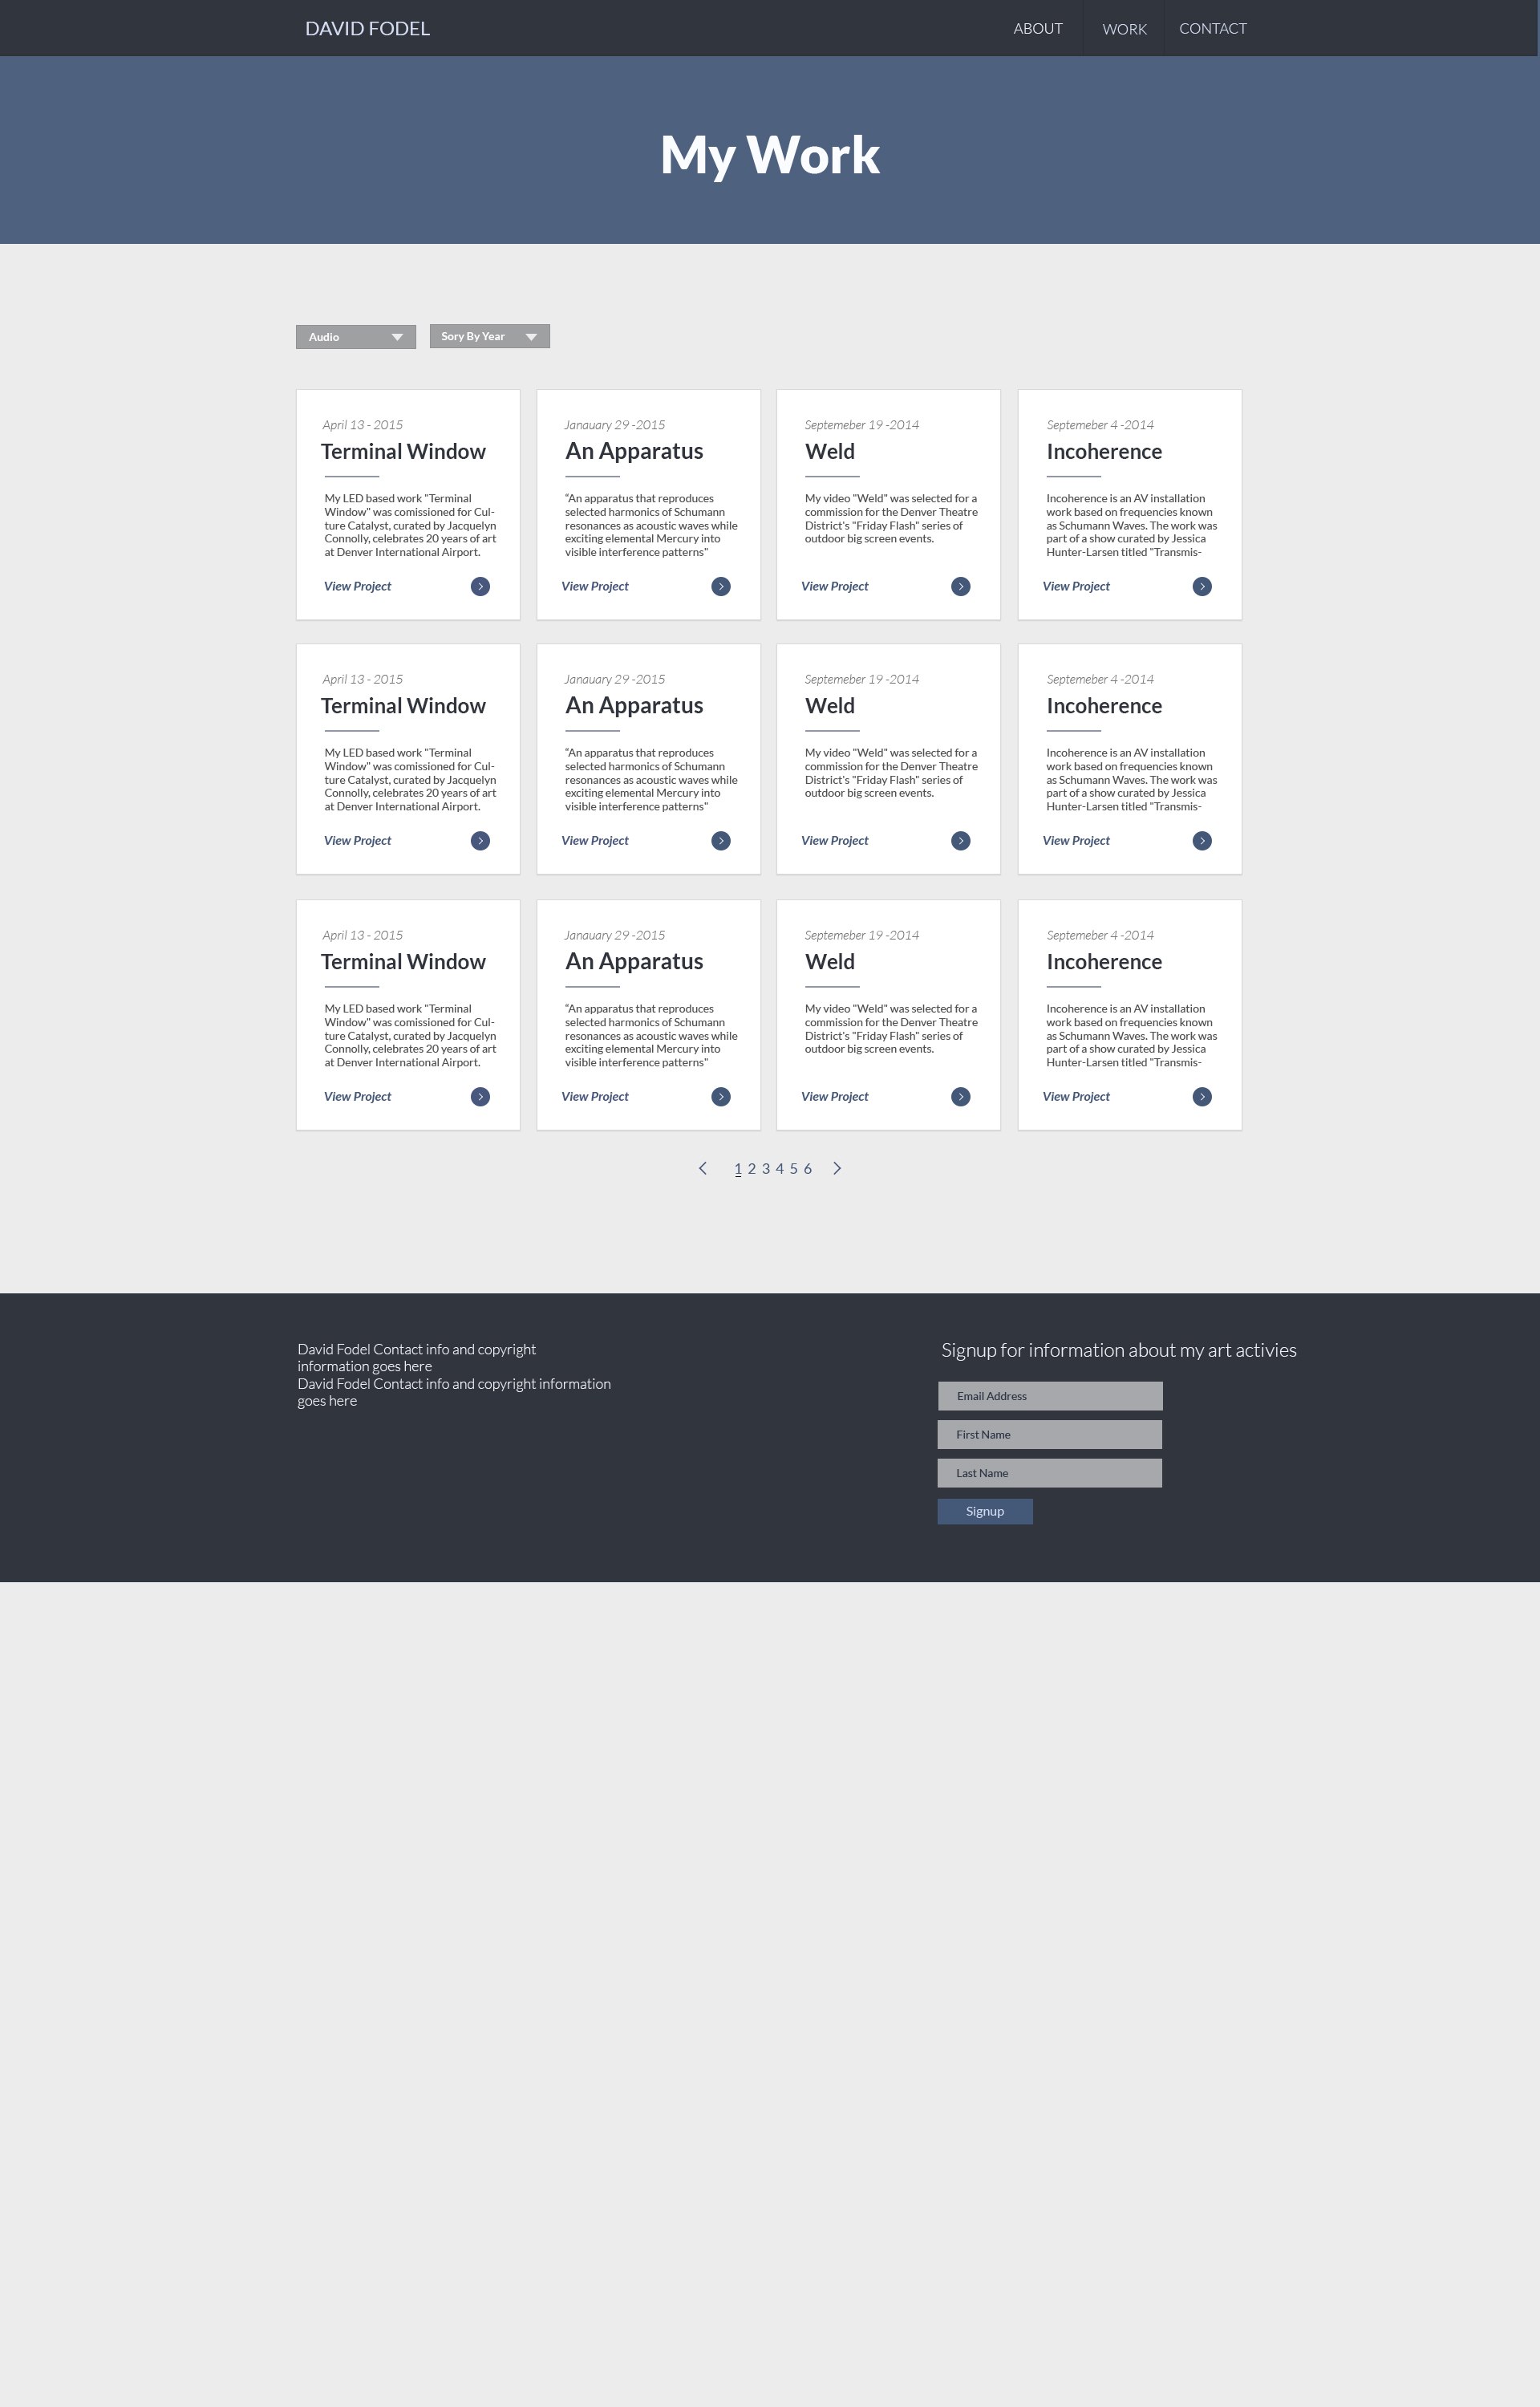 DAVID FODEL
ABOUT
WORK
CONTACT
My Work
Audio
Sory By Year
April 13 - 2015
Terminal Window
My LED based work "Terminal
Window" was comissioned for Cul-
ture Catalyst, curated by Jacquelyn
Connolly, celebrates 20 years of art
at Denver International Airport.
View Project
Janauary 29 -2015
An Apparatus
“An apparatus that reproduces
selected harmonics of Schumann
resonances as acoustic waves while
exciting elemental Mercury into
visible interference patterns"
View Project
Septemeber 19 -2014
Weld
My video "Weld" was selected for a
commission for the Denver Theatre
District's "Friday Flash" series of
outdoor big screen events.
View Project
Septemeber 4 -2014
Incoherence
Incoherence is an AV installation
work based on frequencies known
as Schumann Waves. The work was
part of a show curated by Jessica
Hunter-Larsen titled "Transmis-
View Project
April 13 - 2015
Terminal Window
My LED based work "Terminal
Window" was comissioned for Cul-
ture Catalyst, curated by Jacquelyn
Connolly, celebrates 20 years of art
at Denver International Airport.
View Project
Janauary 29 -2015
An Apparatus
“An apparatus that reproduces
selected harmonics of Schumann
resonances as acoustic waves while
exciting elemental Mercury into
visible interference patterns"
View Project
Septemeber 19 -2014
Weld
My video "Weld" was selected for a
commission for the Denver Theatre
District's "Friday Flash" series of
outdoor big screen events.
View Project
Septemeber 4 -2014
Incoherence
Incoherence is an AV installation
work based on frequencies known
as Schumann Waves. The work was
part of a show curated by Jessica
Hunter-Larsen titled "Transmis-
View Project
April 13 - 2015
Terminal Window
My LED based work "Terminal
Window" was comissioned for Cul-
ture Catalyst, curated by Jacquelyn
Connolly, celebrates 20 years of art
at Denver International Airport.
View Project
Janauary 29 -2015
An Apparatus
“An apparatus that reproduces
selected harmonics of Schumann
resonances as acoustic waves while
exciting elemental Mercury into
visible interference patterns"
View Project
Septemeber 19 -2014
Weld
My video "Weld" was selected for a
commission for the Denver Theatre
District's "Friday Flash" series of
outdoor big screen events.
View Project
Septemeber 4 -2014
Incoherence
Incoherence is an AV installation
work based on frequencies known
as Schumann Waves. The work was
part of a show curated by Jessica
Hunter-Larsen titled "Transmis-
View Project
1 2 3 4 5 6
David Fodel Contact info and copyright
information goes here
David Fodel Contact info and copyright information
goes here
Signup for information about my art activies
Email Address
First Name
Last Name
Signup